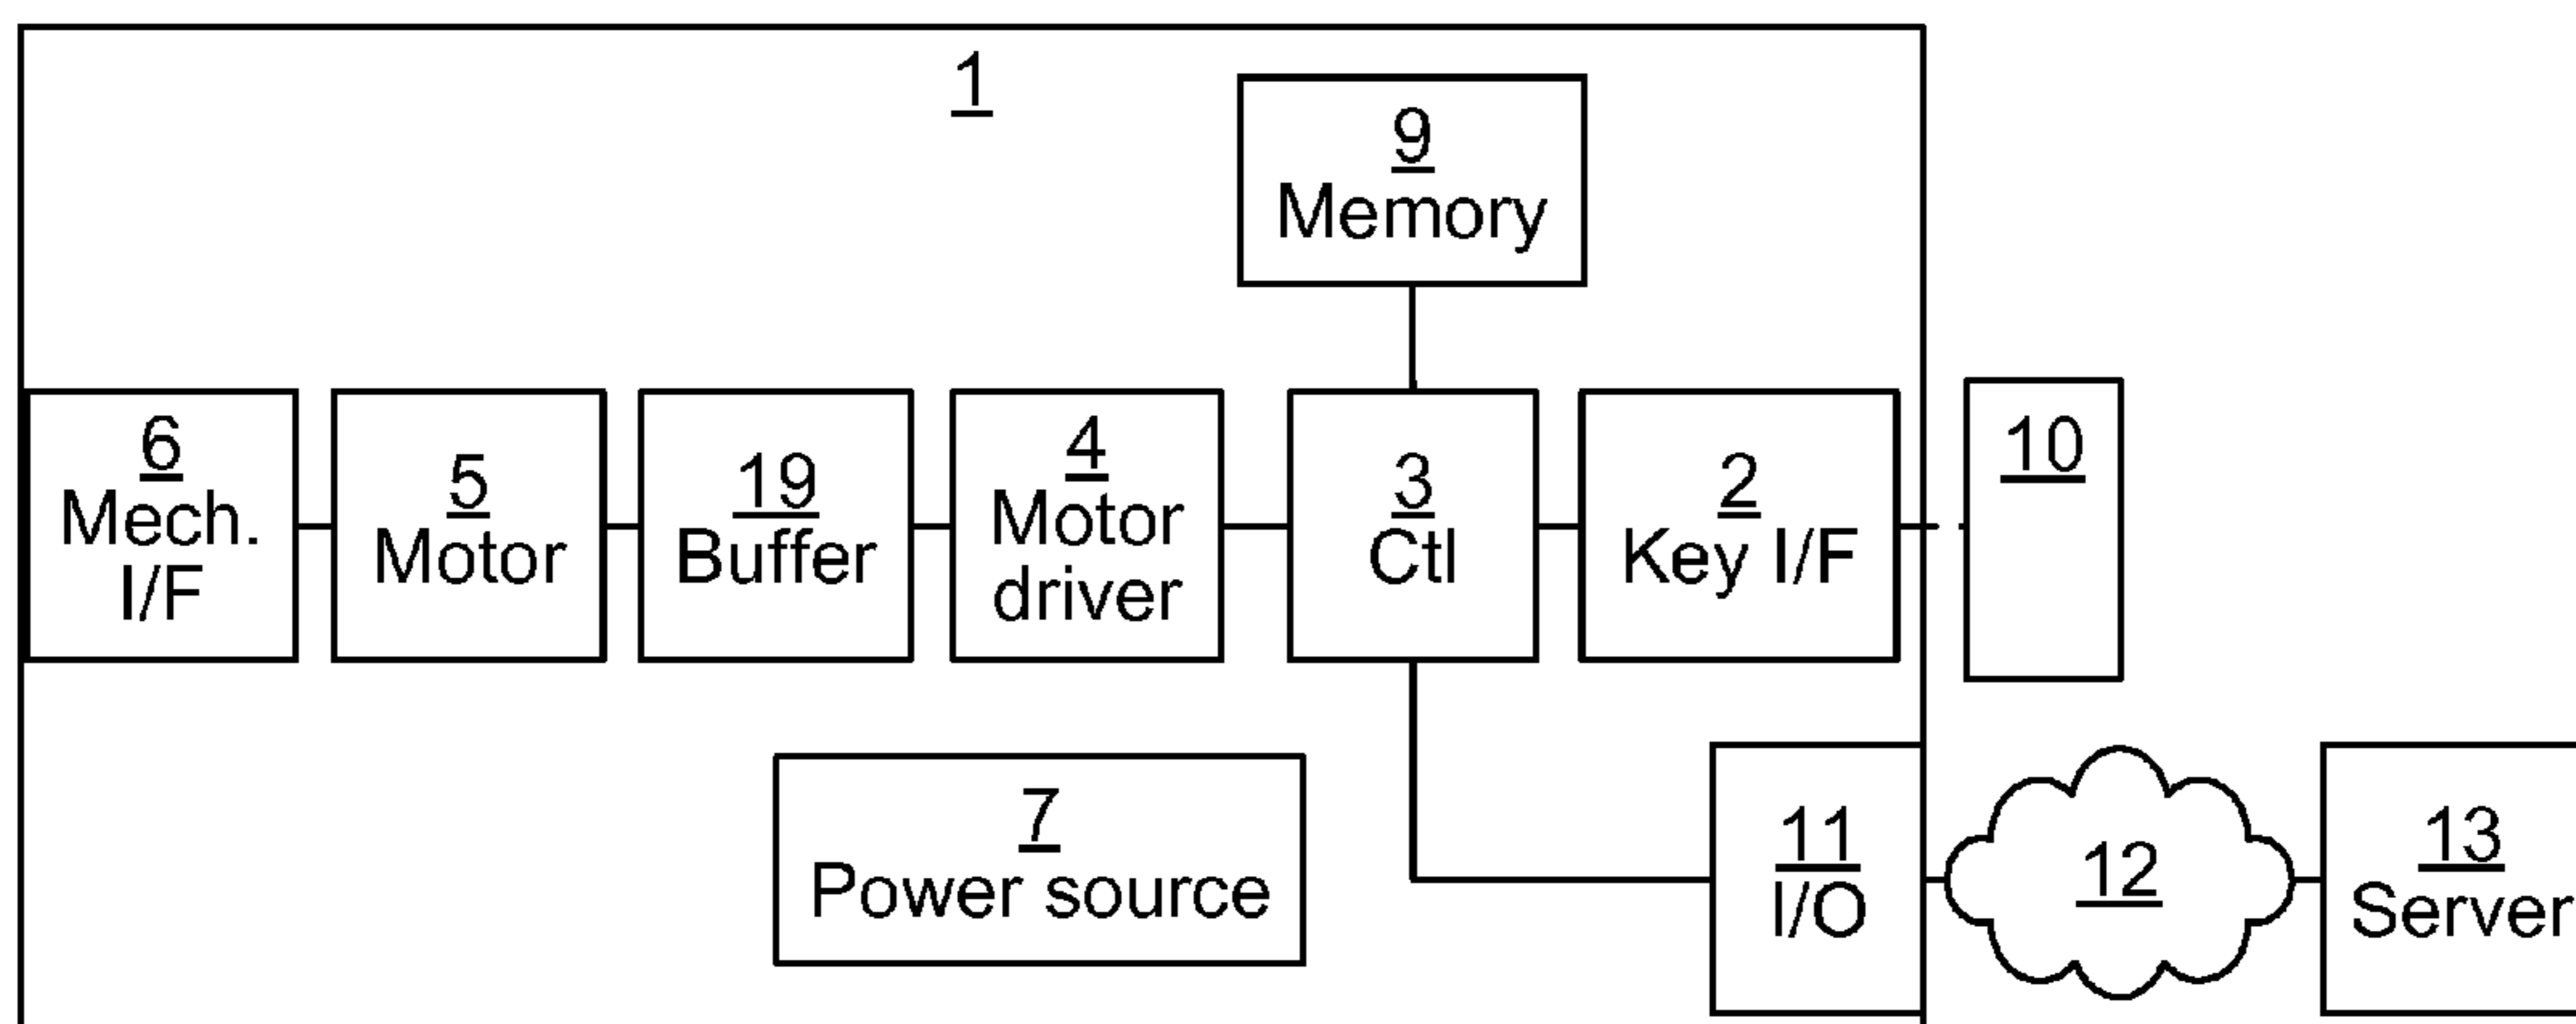 1
9
Memory
6
Mech.
I/F
5
Motor
19
Buffer
4
Motor
driver
3
Ctl
2
Key I/F
10
7
Power source
11
I/O
12
13
Server